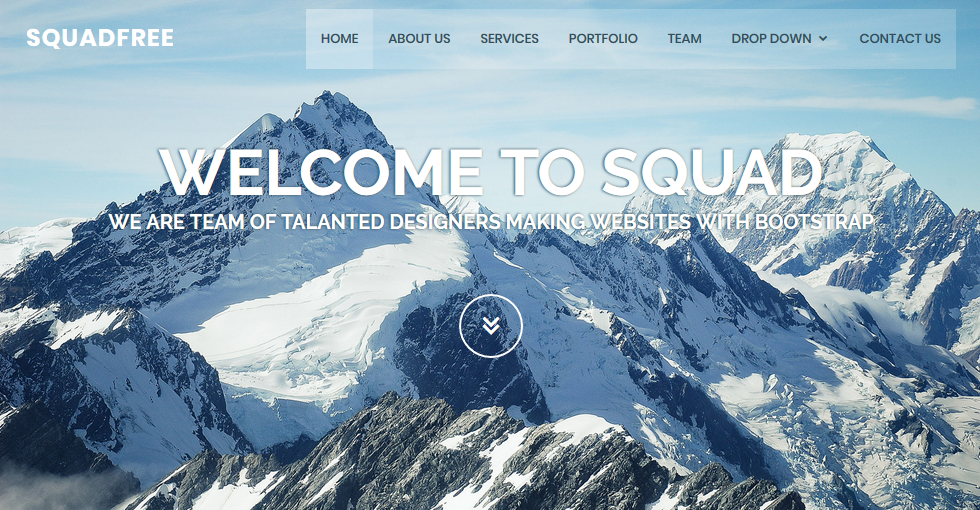 SQUADFREE
HOME ABOUT US SERVICES PORTFOLIO TEAM DROP DOWN CONTACT US
WELCOME TO SQUAD
WE ARE TEAM OF TALANTED DESIGNERS MAKING WEBSITES WITH BOOTSTRAP